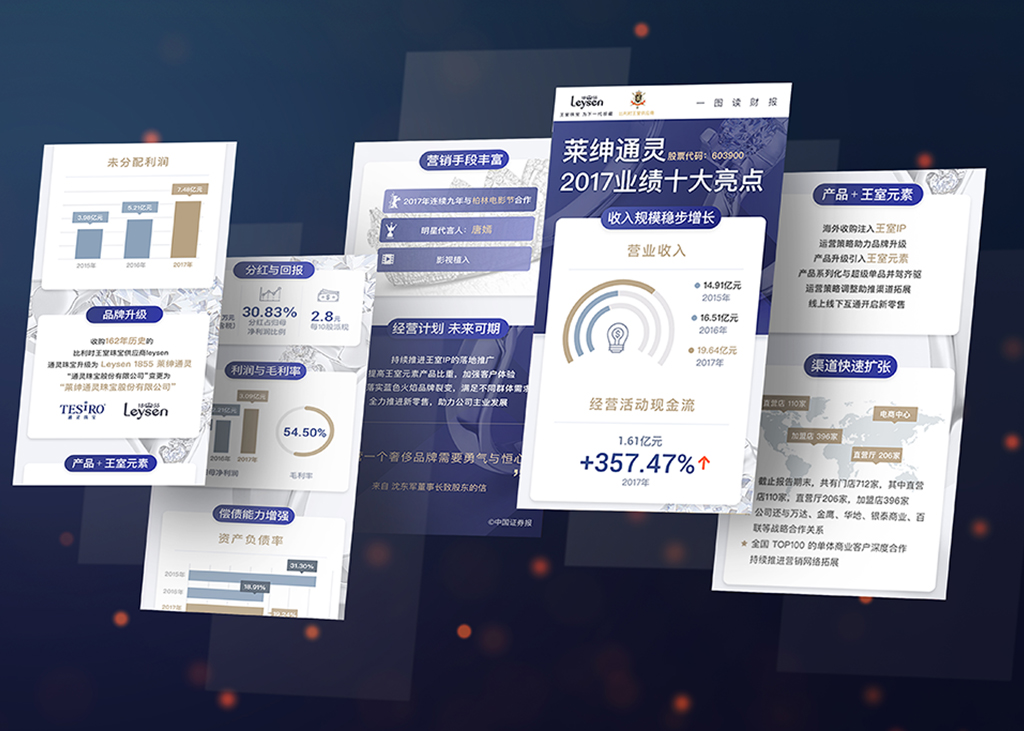 未分配利润
3.98亿元
5.21亿元
7.48亿元
2015年
2016年
2017年
品牌升级
收购162年历史的
比利时王室珠宝供应商leysen
通灵珠宝升级为 Leysen 1855 莱绅通灵
“通灵珠宝股份有限公司”变更为
“莱绅通灵珠宝股份有限公司”
TESIRO
通灵珠宝
Leysen
产品 + 王室元素
分红与回报
30.83%
分红占归母
净利润比例
2.8元
每10股派税
利润与毛利率
3.09亿元
2016年
2017年
母净利润
54.50%
毛利率
偿债能力增强
资产负债率
2015年
31.30%
2016年
18.91%
2017年
营销手段丰富
2017年连续九年与柏林电影节合作
明星代言人：唐嫣
影视植入
经营计划 未来可期
持续推进王室IP的落地推广
提高王室元素产品比重，加强客户体验
落实蓝色火焰品牌裂变，满足不同群体需求
全力推进新零售，助力公司主业发展
一个奢侈品牌需要勇气与恒心
来自 沈东军董事长致股东的信
©中国证券报
Leysen
王室珠宝 为下一代珍藏
一图读财报
莱绅通灵 股票代码：603900
2017业绩十大亮点
收入规模稳步增长
营业收入
14.91亿元
2015年
16.51亿元
2016年
19.64亿元
2017年
经营活动现金流
1.61亿元
+357.47%
2017年
产品 + 王室元素
海外收购注入王室IP
运营策略助力品牌升级
产品升级引入王室元素
产品系列化与超级单品并驾齐驱
运营策略调整助推渠道拓展
线上线下互通开启新零售
渠道快速扩张
直营店 110家
电商中心
加盟店 396家
直营厅 206家
截止报告期末，共有门店712家，其中直营
店110家，直营厅206家，加盟店396家
公司还与万达、金鹰、华地、银泰商业、百
联等战略合作关系
★ 全国 TOP100 的单体商业客户深度合作
持续推进营销网络拓展